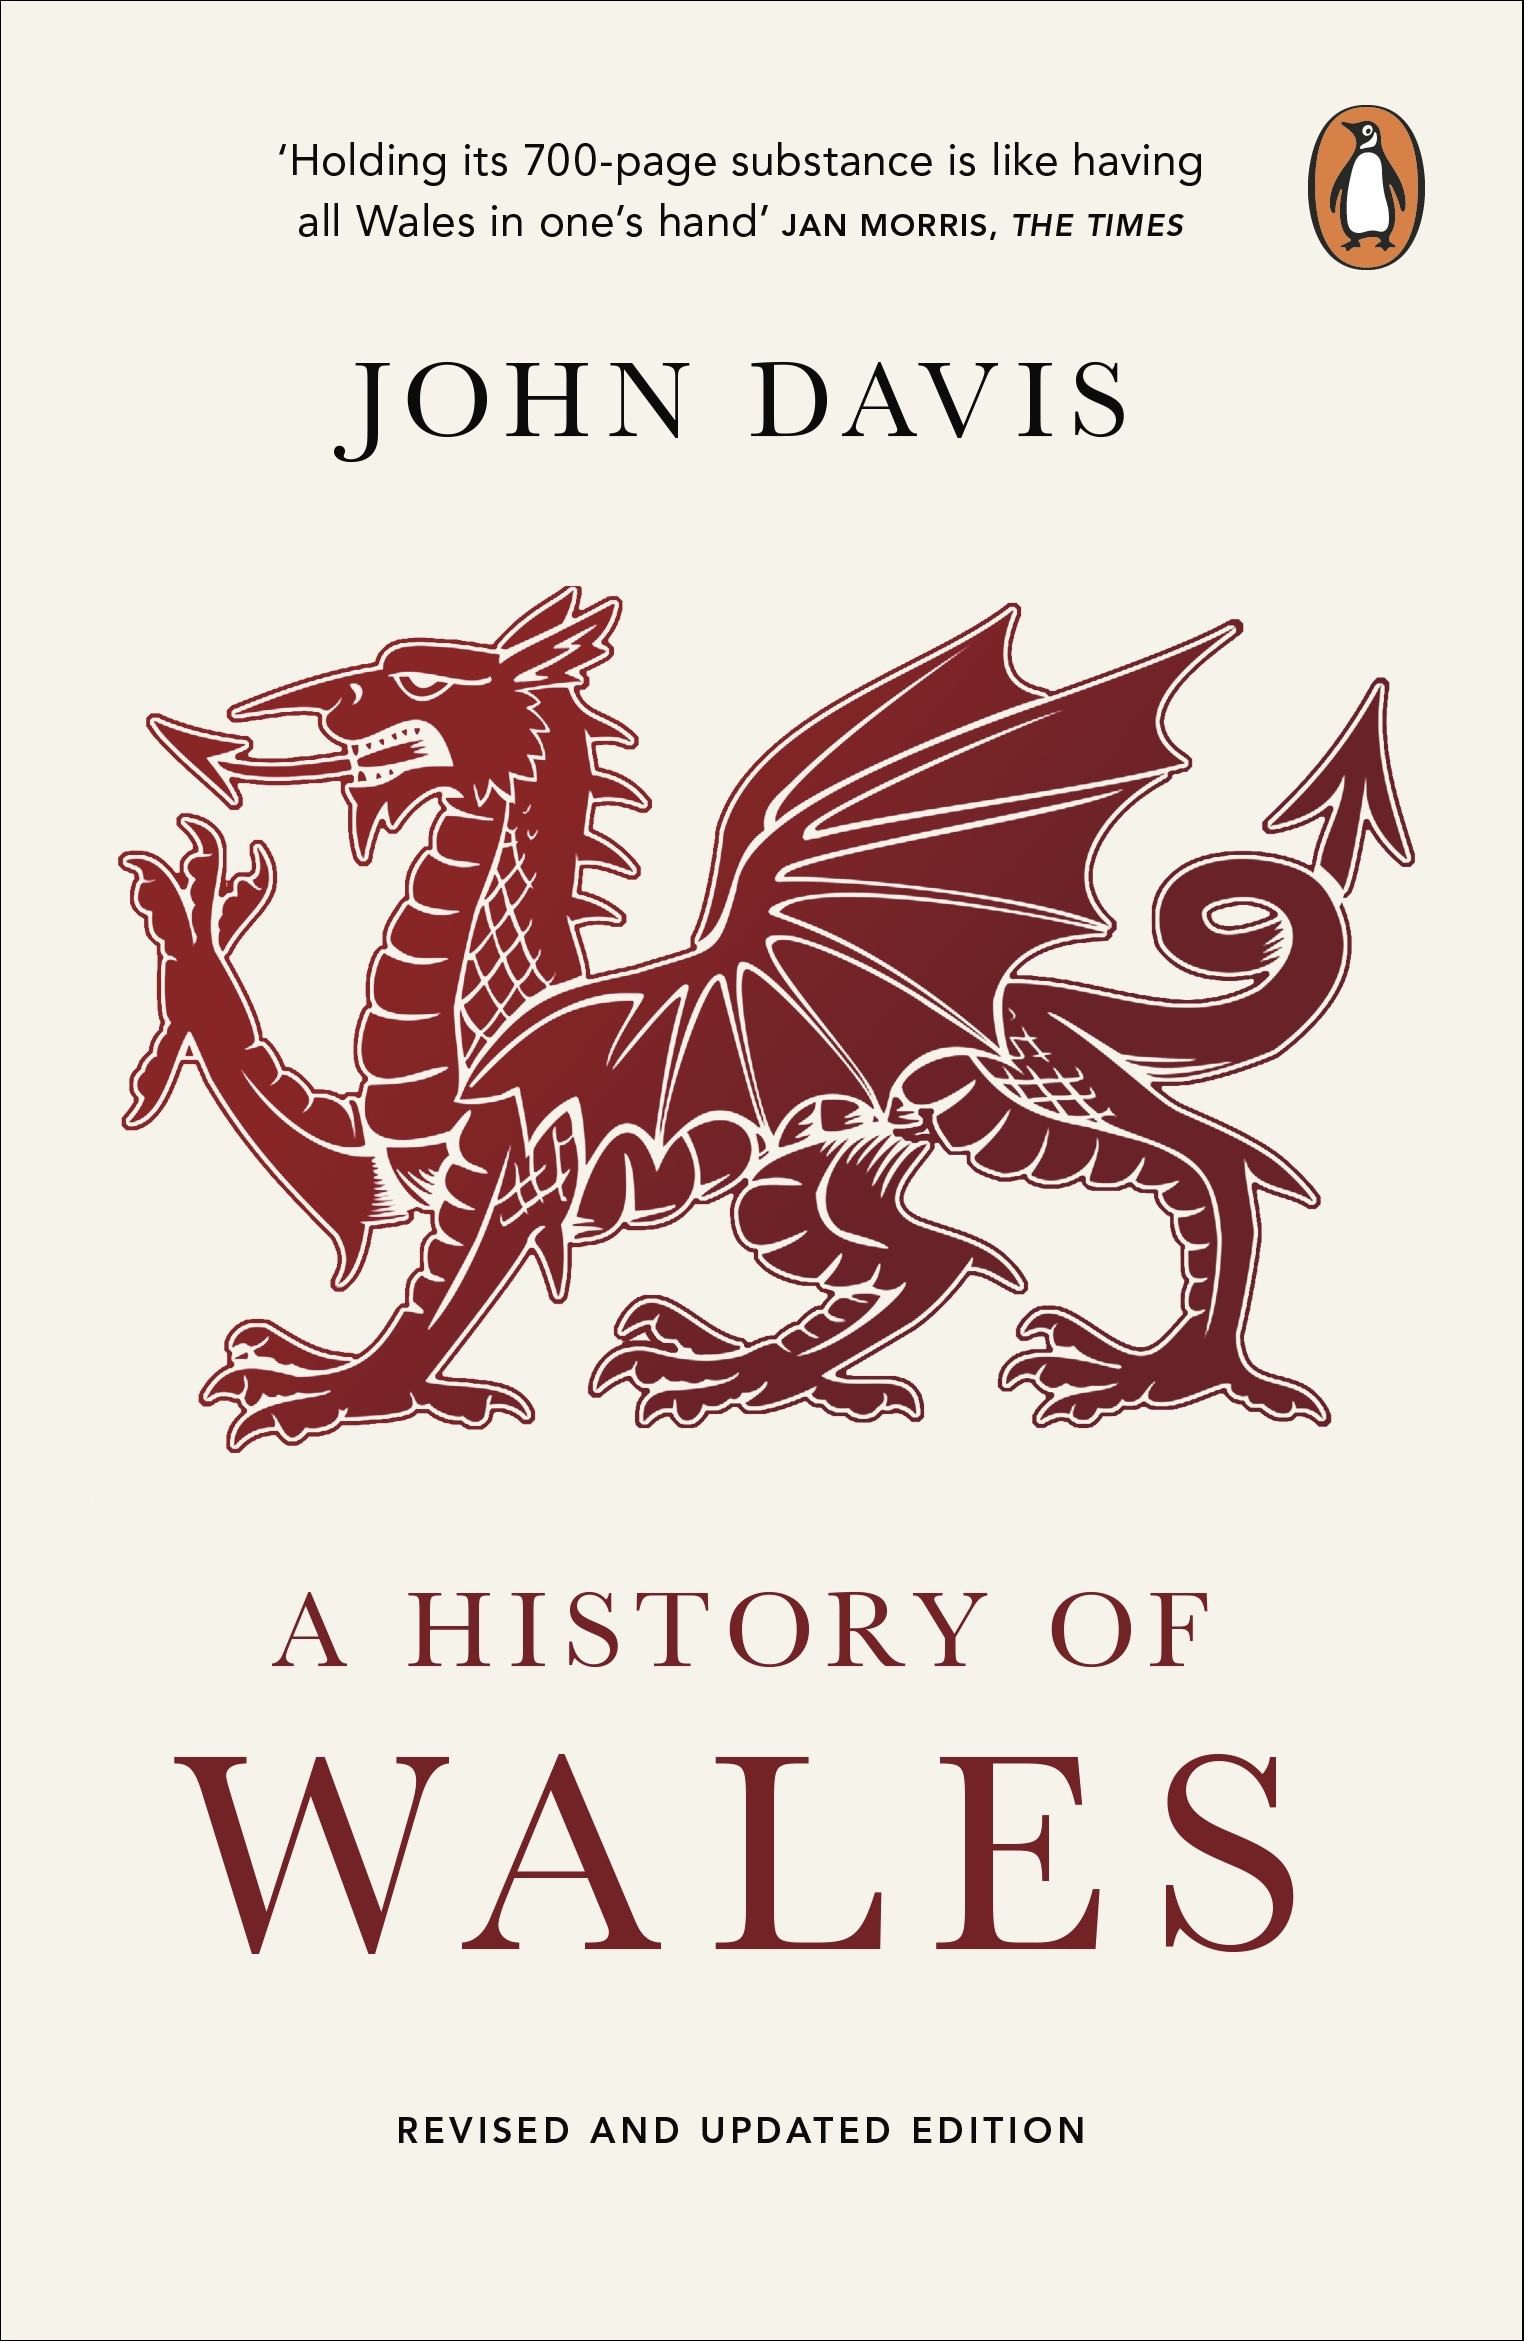 ‘Holding its 700-page substance is like having
all Wales in one’s hand’ JAN MORRIS, THE TIMES
JOHN DAVIS
A HISTORY OF
WALES
REVISED AND UPDATED EDITION